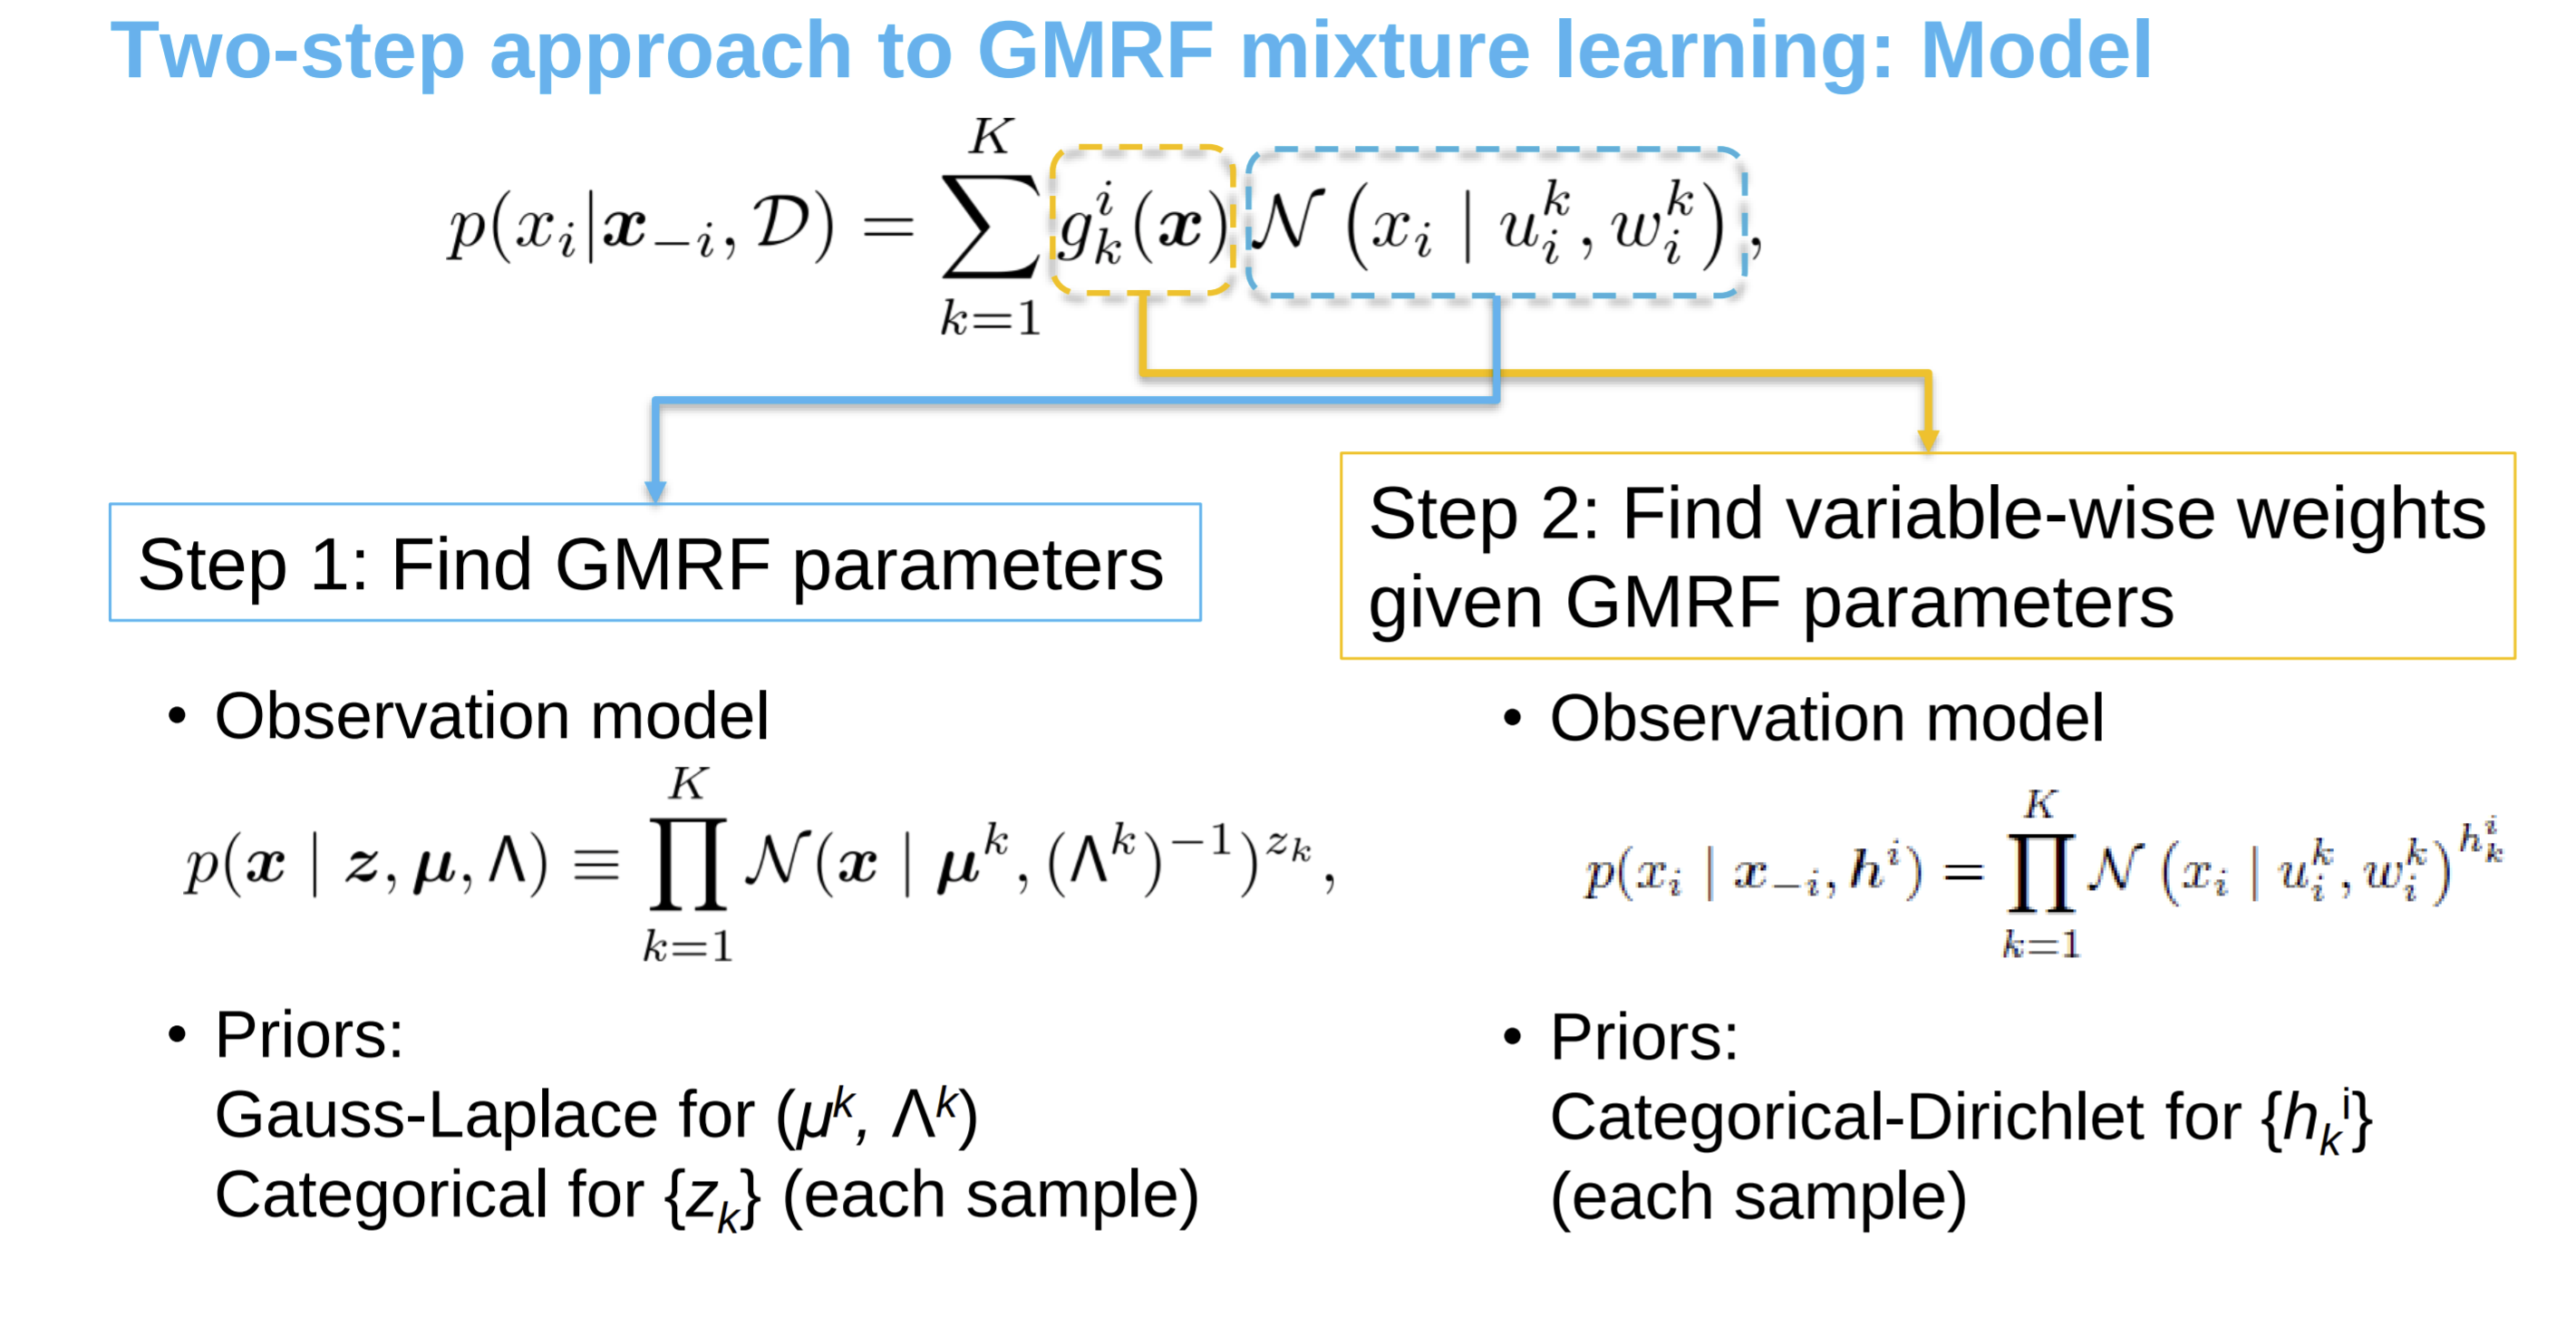 Two-step approach to GMRF mixture learning: Model
$p(x_i|\boldsymbol{x}_{-i}, \mathcal{D}) = \sum_{k=1}^{K} g_k^i(\boldsymbol{x}) \mathcal{N}\left(x_i \mid u_i^k, w_i^k\right),$
Step 1: Find GMRF parameters
• Observation model
$p(\boldsymbol{x} \mid \boldsymbol{z}, \boldsymbol{\mu}, \Lambda) \equiv \prod_{k=1}^{K} \mathcal{N}(\boldsymbol{x} \mid \boldsymbol{\mu}^k, (\Lambda^k)^{-1})^{z_k},$
• Priors:
Gauss-Laplace for ($\mu^k$, $\Lambda^k$)
Categorical for {$z_k$} (each sample)
Step 2: Find variable-wise weights
given GMRF parameters
• Observation model
$p(x_i \mid \boldsymbol{x}_{-i}, \boldsymbol{h}^i) = \prod_{k=1}^{K} \mathcal{N}\left(x_i \mid u_i^k, w_i^k\right)^{h_k^i}$
• Priors:
Categorical-Dirichlet for {$h_k^i$}
(each sample)